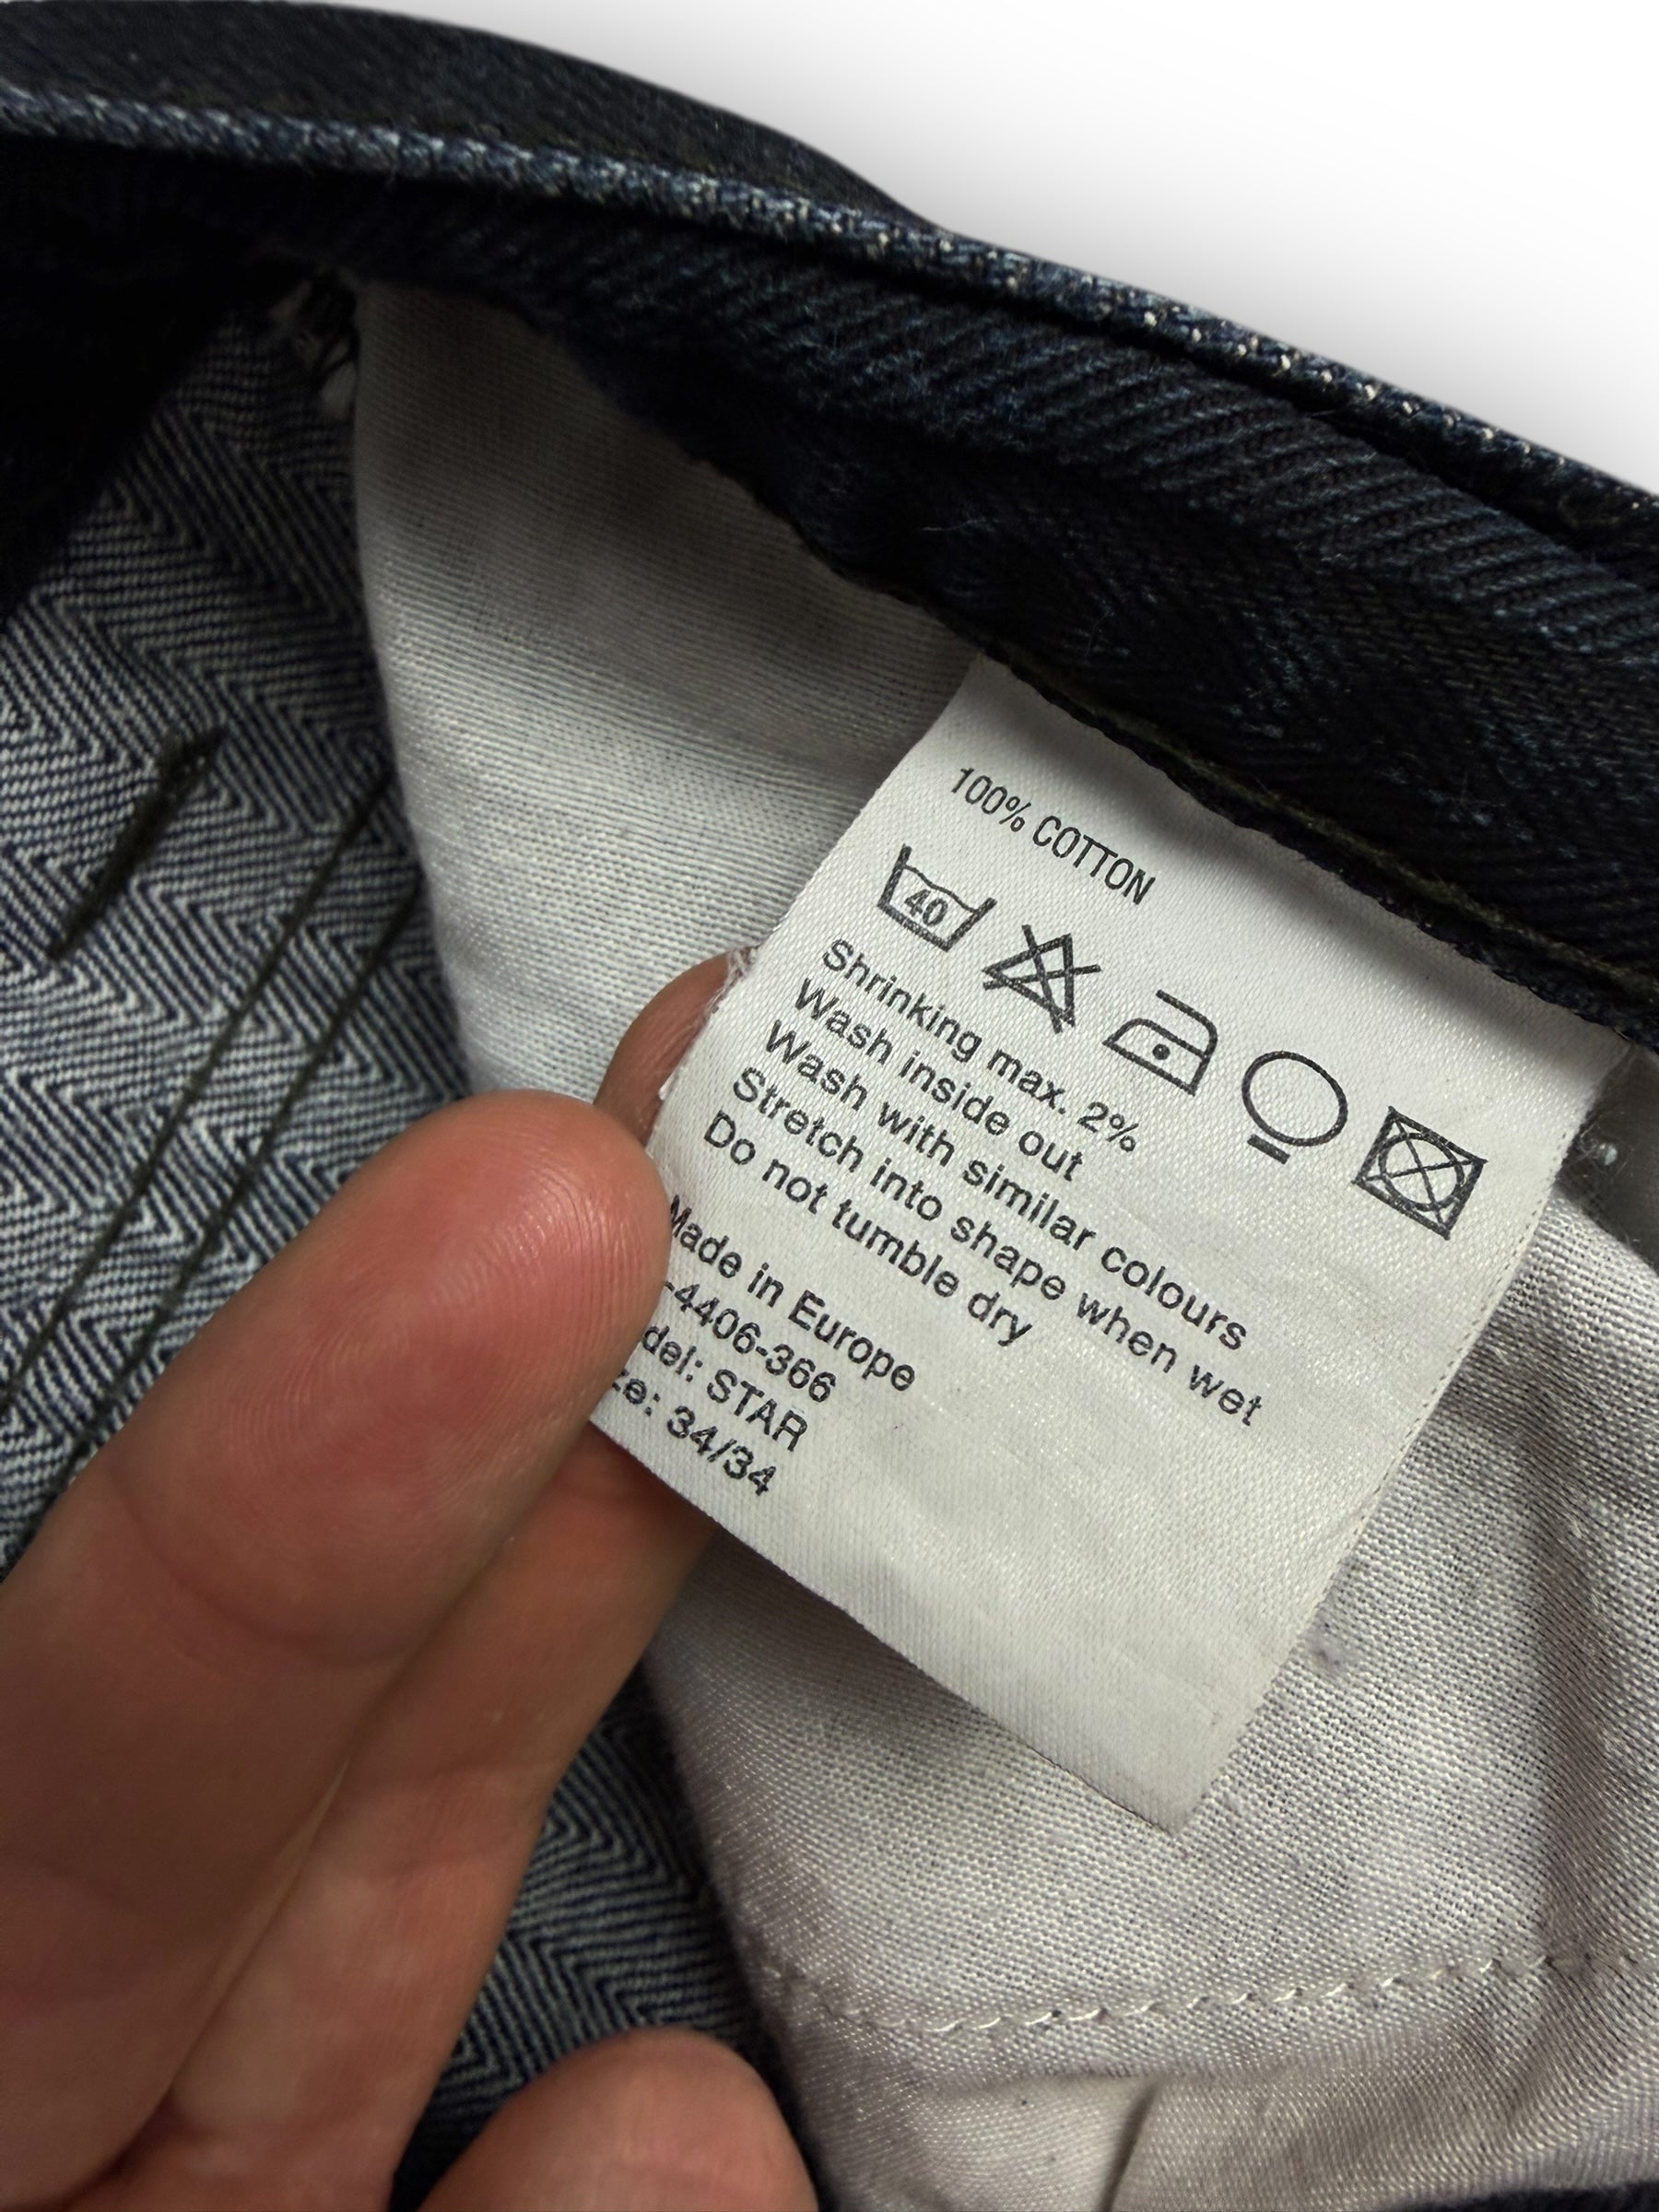 100% COTTON
40
Shrinking max. 2%
Wash inside out
Wash with similar colours
Stretch into shape when wet
Do not tumble dry
Made in Europe
-4406-366
del: STAR
ze: 34/34